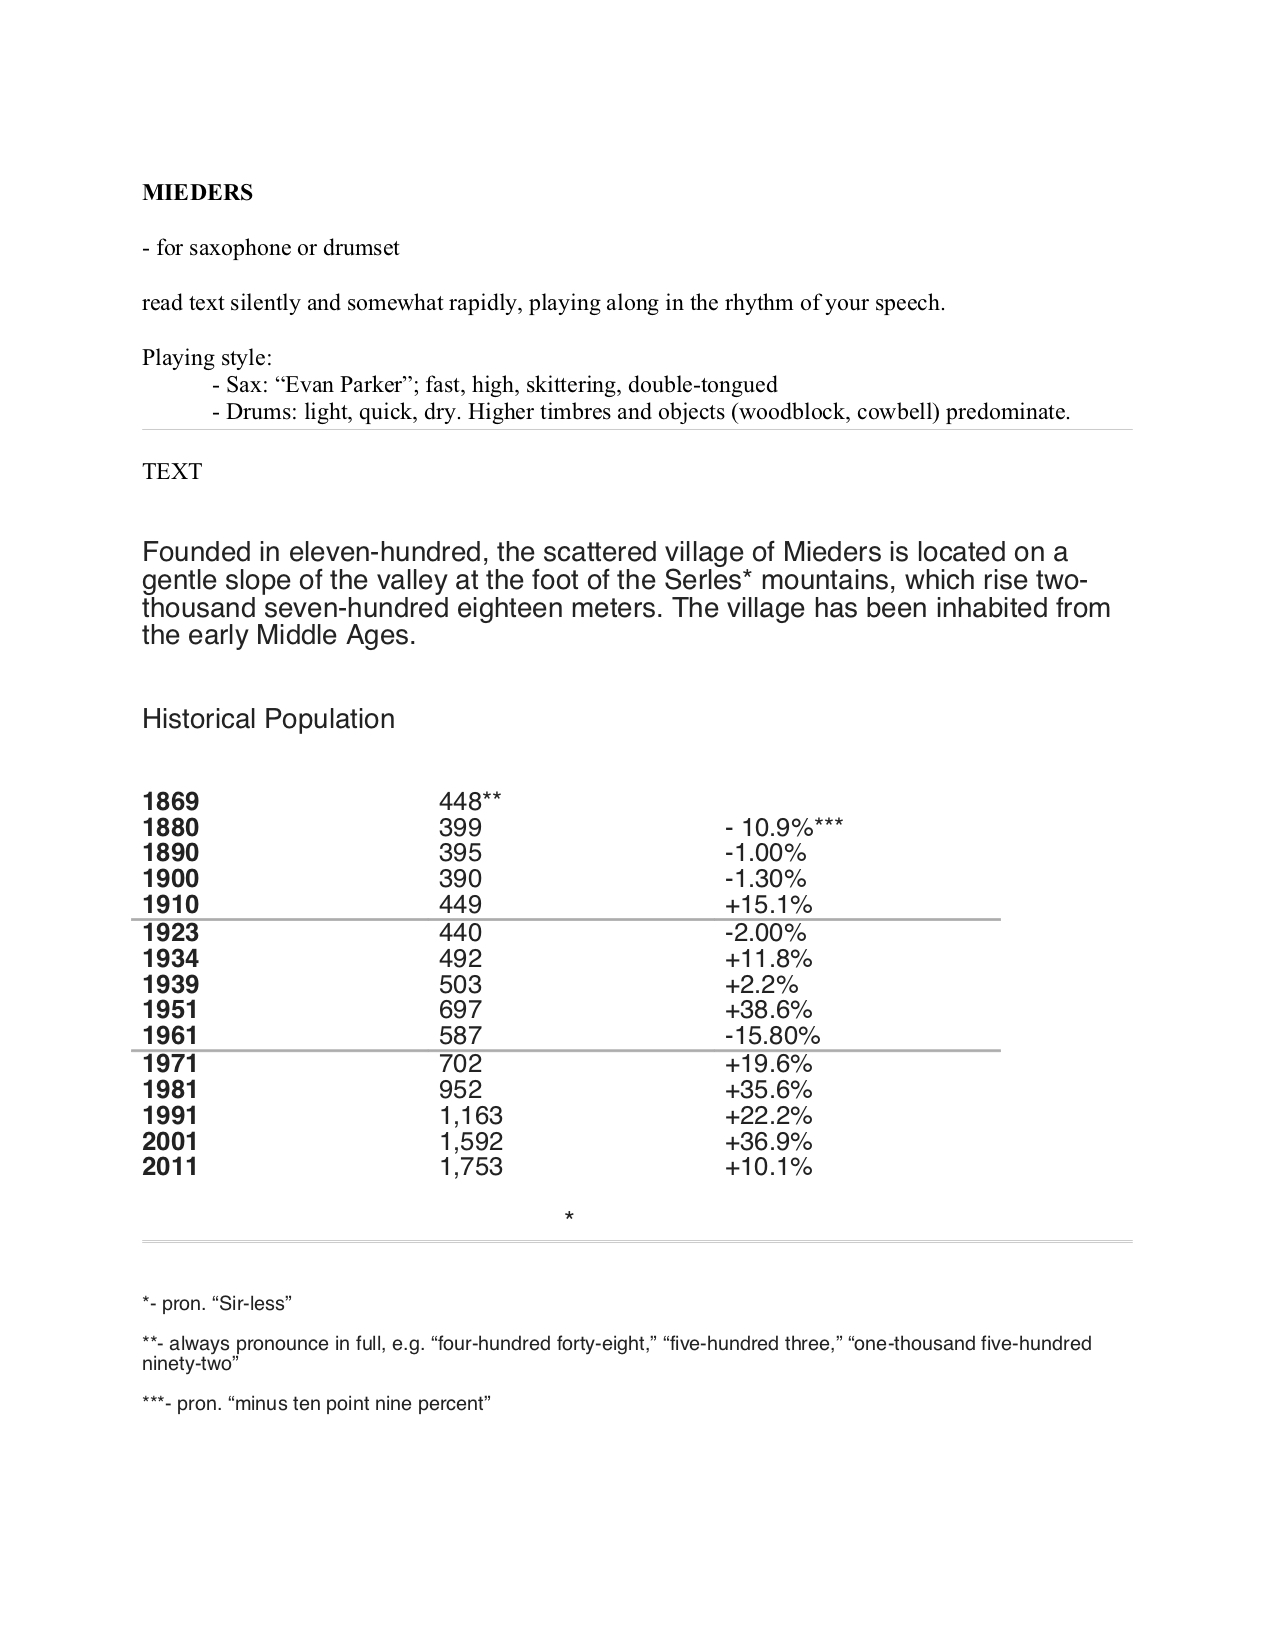 MIEDERS
- for saxophone or drumset
read text silently and somewhat rapidly, playing along in the rhythm of your speech.
Playing style:
- Sax: “Evan Parker”; fast, high, skittering, double-tongued
- Drums: light, quick, dry. Higher timbres and objects (woodblock, cowbell) predominate.
TEXT
Founded in eleven-hundred, the scattered village of Mieders is located on a
gentle slope of the valley at the foot of the Serles* mountains, which rise two-
thousand seven-hundred eighteen meters. The village has been inhabited from
the early Middle Ages.
Historical Population
1869 448**
1880 399 - 10.9%***
1890 395 -1.00%
1900 390 -1.30%
1910 449 +15.1%
1923 440 -2.00%
1934 492 +11.8%
1939 503 +2.2%
1951 697 +38.6%
1961 587 -15.80%
1971 702 +19.6%
1981 952 +35.6%
1991 1,163 +22.2%
2001 1,592 +36.9%
2011 1,753 +10.1%
*
*- pron. “Sir-less”
**- always pronounce in full, e.g. “four-hundred forty-eight,” “five-hundred three,” “one-thousand five-hundred
ninety-two”
***- pron. “minus ten point nine percent”